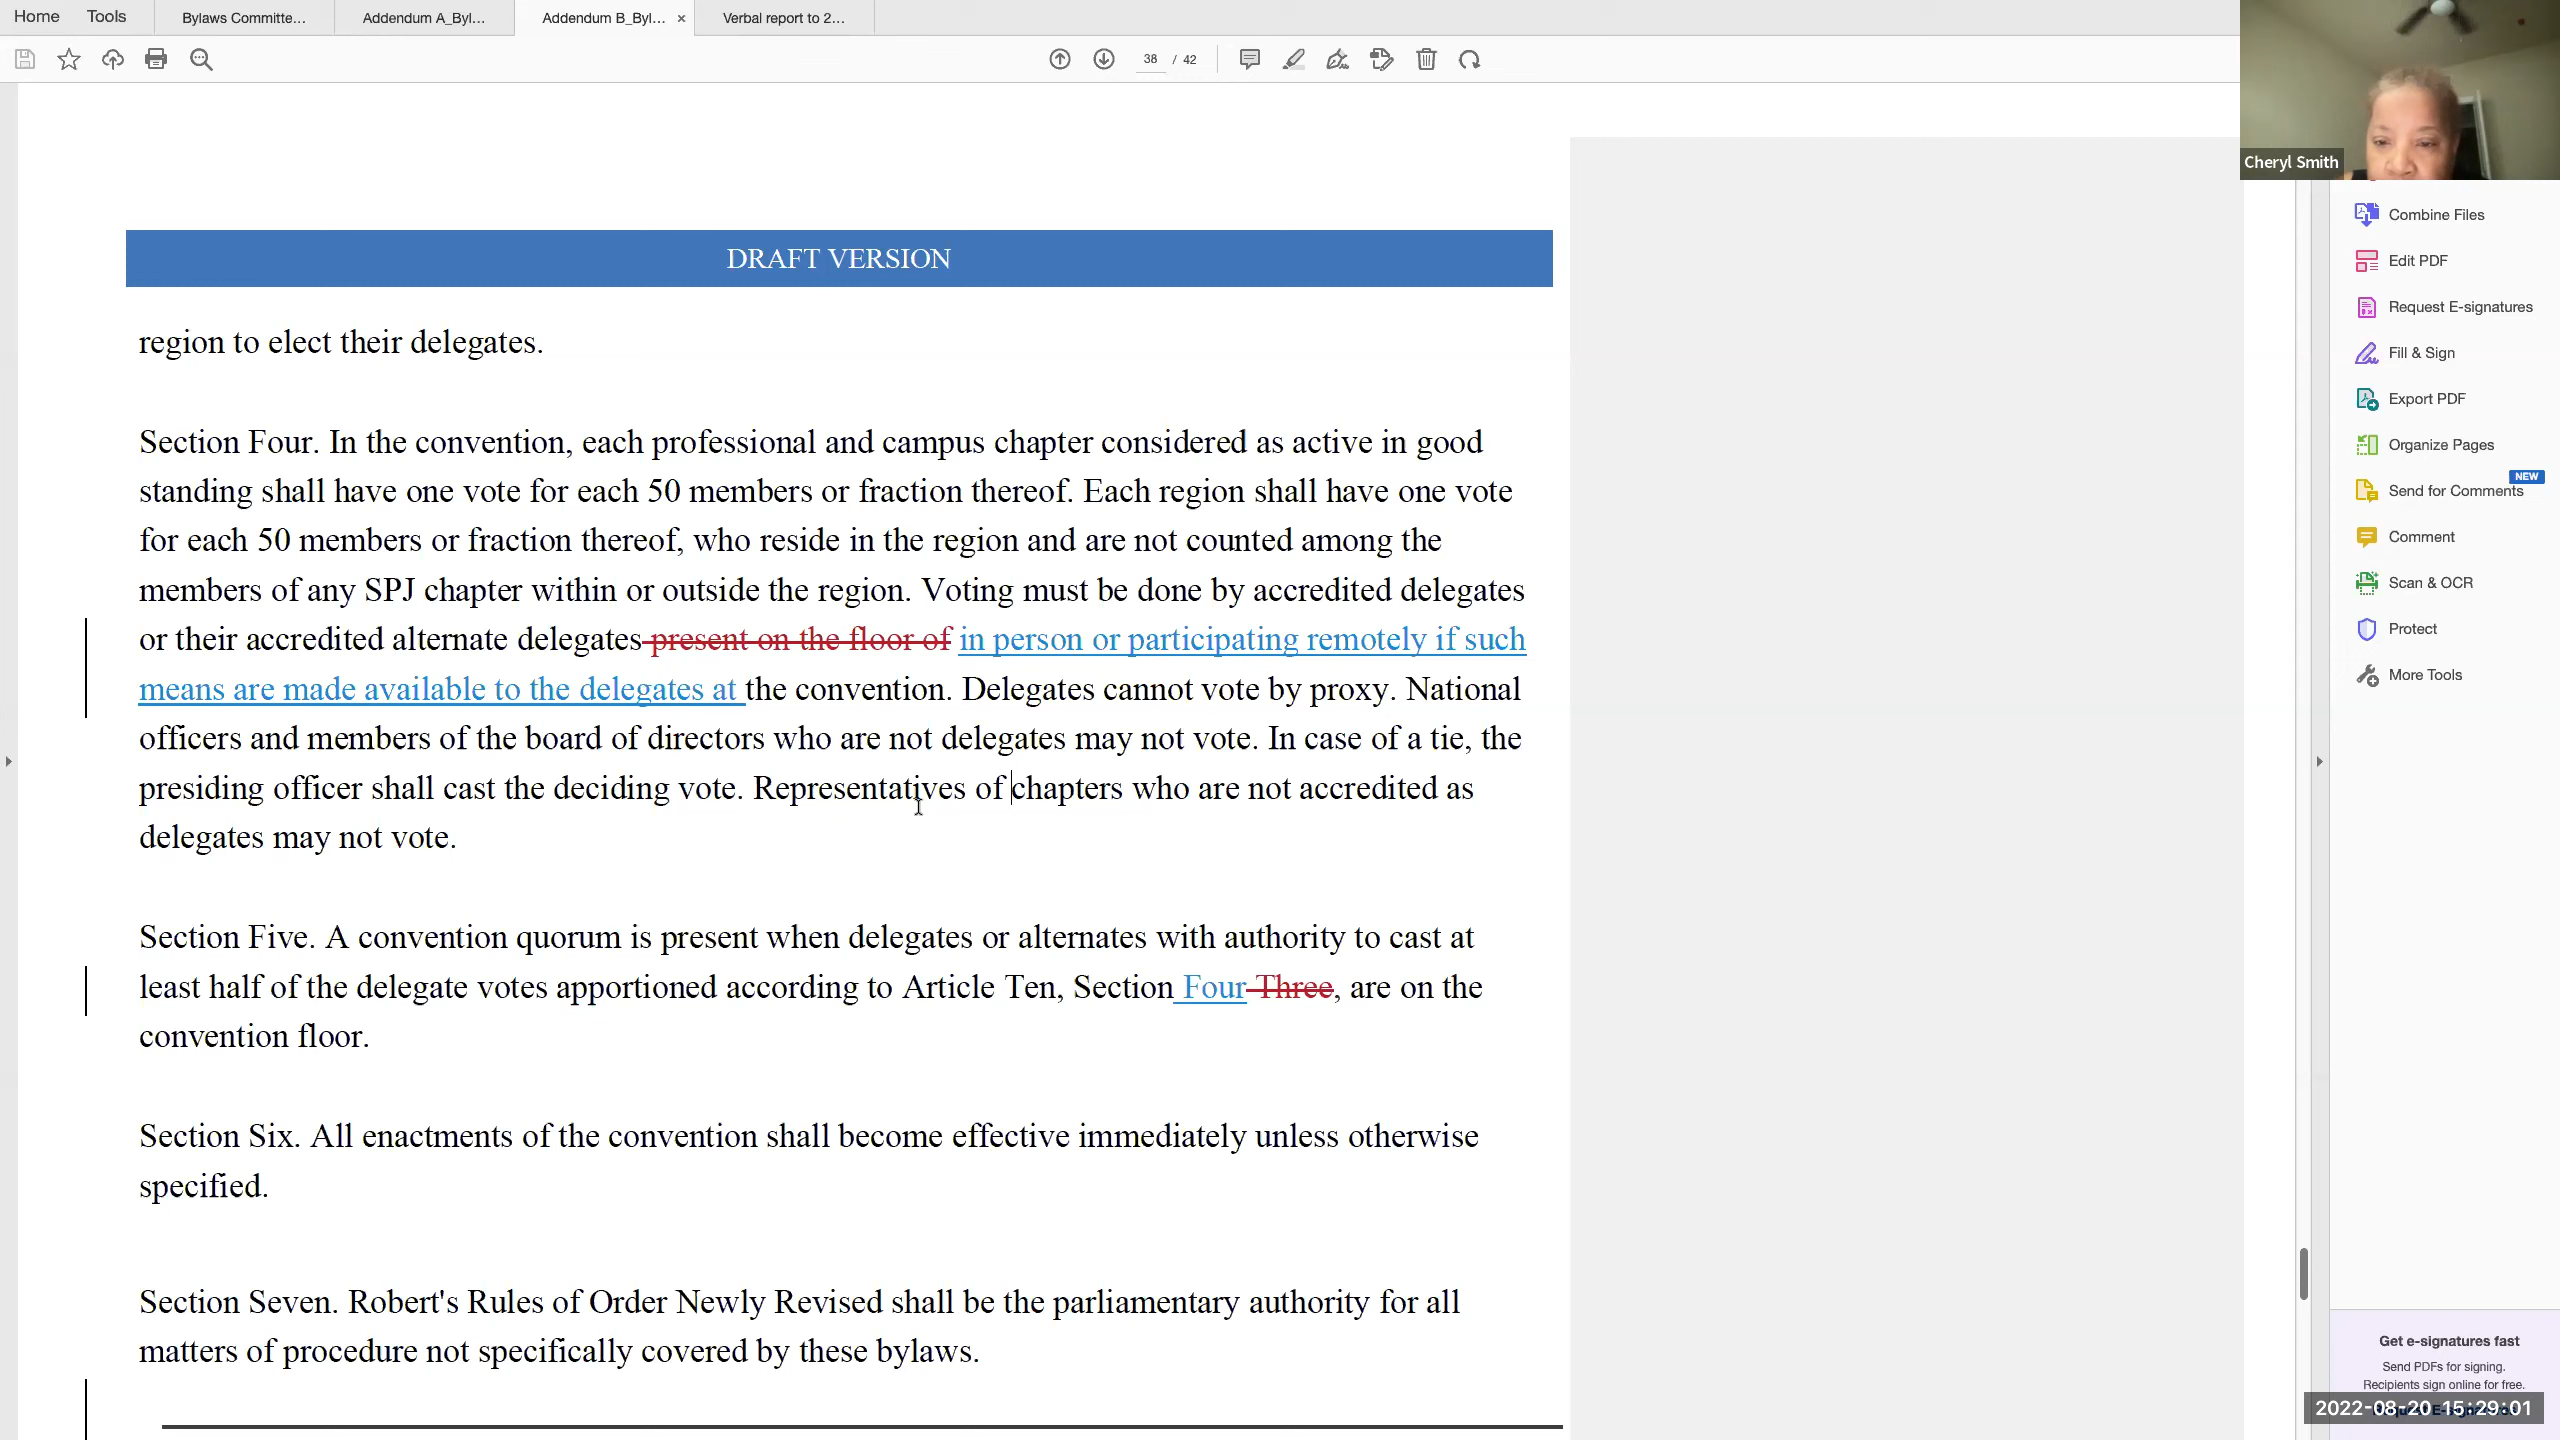 Home Tools Bylaws Committe... Addendum A_Byl... Addendum B_Byl... × Verbal report to 2...
38 / 42
Cheryl Smith
DRAFT VERSION
region to elect their delegates.
Section Four. In the convention, each professional and campus chapter considered as active in good
standing shall have one vote for each 50 members or fraction thereof. Each region shall have one vote
for each 50 members or fraction thereof, who reside in the region and are not counted among the
members of any SPJ chapter within or outside the region. Voting must be done by accredited delegates
or their accredited alternate delegates present on the floor of in person or participating remotely if such
means are made available to the delegates at the convention. Delegates cannot vote by proxy. National
officers and members of the board of directors who are not delegates may not vote. In case of a tie, the
presiding officer shall cast the deciding vote. Representatives of chapters who are not accredited as
delegates may not vote.
Section Five. A convention quorum is present when delegates or alternates with authority to cast at
least half of the delegate votes apportioned according to Article Ten, Section Four Three, are on the
convention floor.
Section Six. All enactments of the convention shall become effective immediately unless otherwise
specified.
Section Seven. Robert's Rules of Order Newly Revised shall be the parliamentary authority for all
matters of procedure not specifically covered by these bylaws.
Combine Files
Edit PDF
Request E-signatures
Fill & Sign
Export PDF
Organize Pages
NEW
Send for Comments
Comment
Scan & OCR
Protect
More Tools
Get e-signatures fast
Send PDFs for signing.
Recipients sign online for free.
2022-08-20 15:29:01